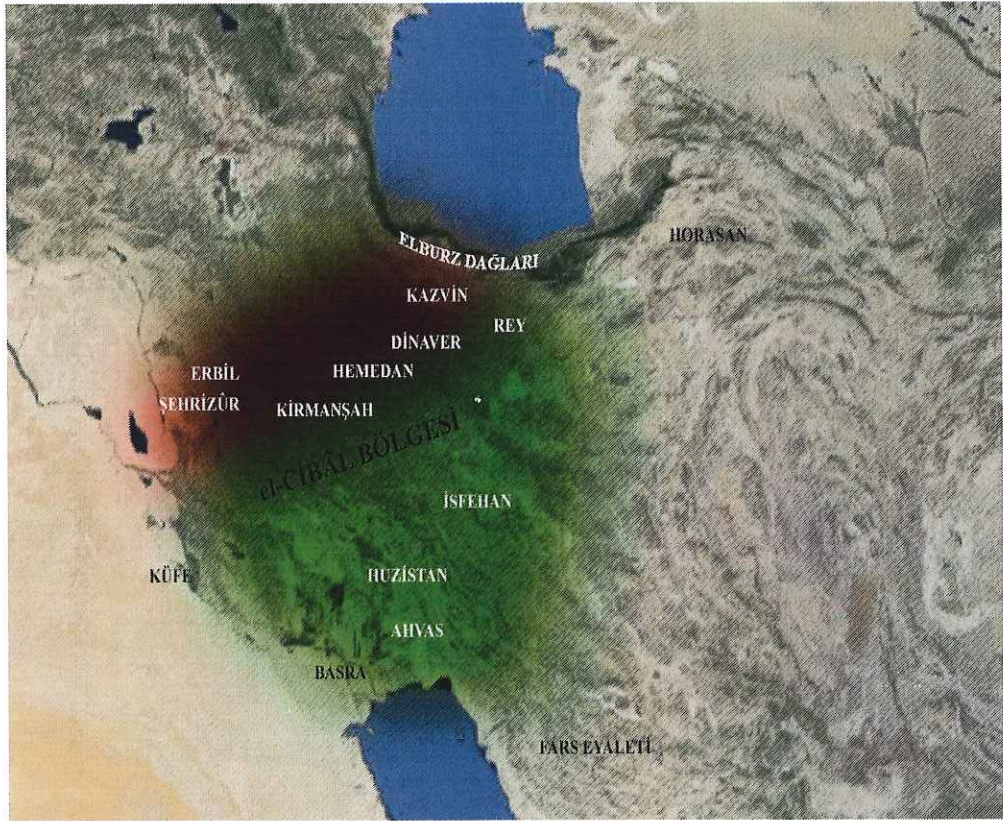 HORASAN
ELBURZ DAĞLARI
KAZVİN
REY
DİNAVER
ERBİL
HEMEDAN
ŞEHRİZÛR
KİRMANŞAH
el-CİBÂL BÖLGESİ
İSFEHAN
KÜFE
HUZİSTAN
AHVAS
BASRA
FARS EYALETİ